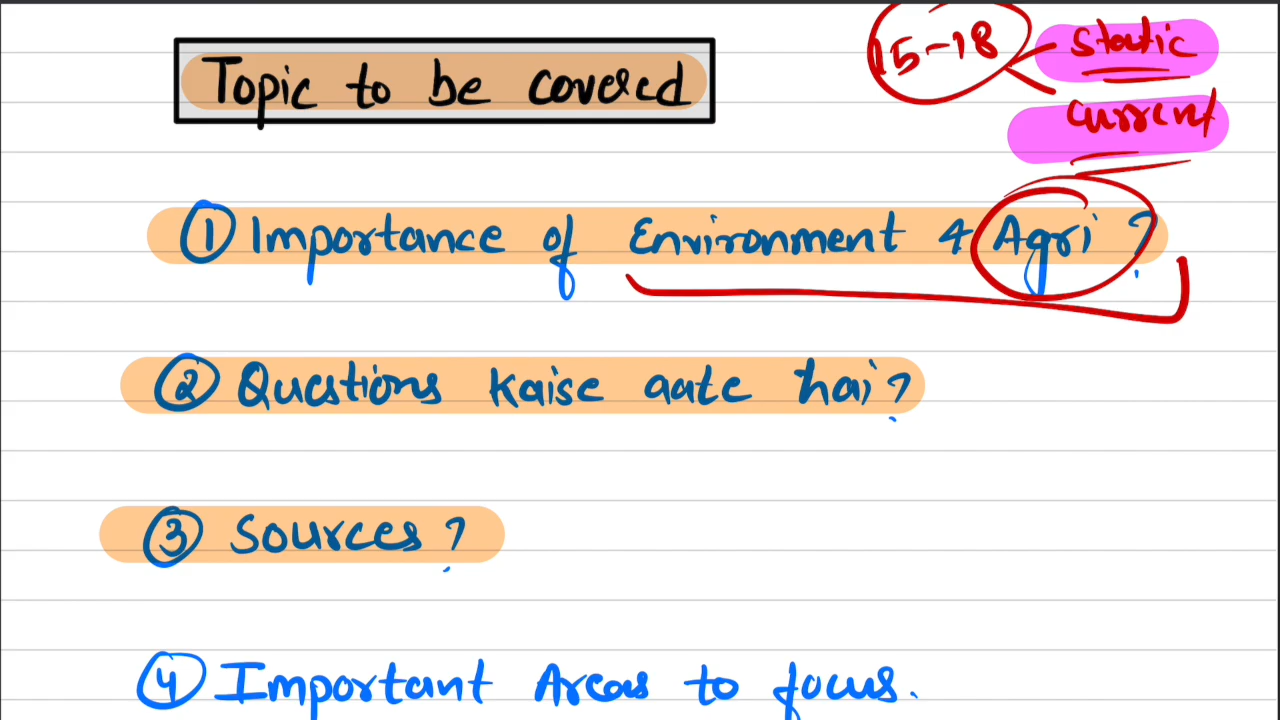 Topic to be covered
15-18
static
current
① Importance of Environment & Agri ?
② Questions kaise aate hai?
③ Sources ?
④ Important Areas to focus.